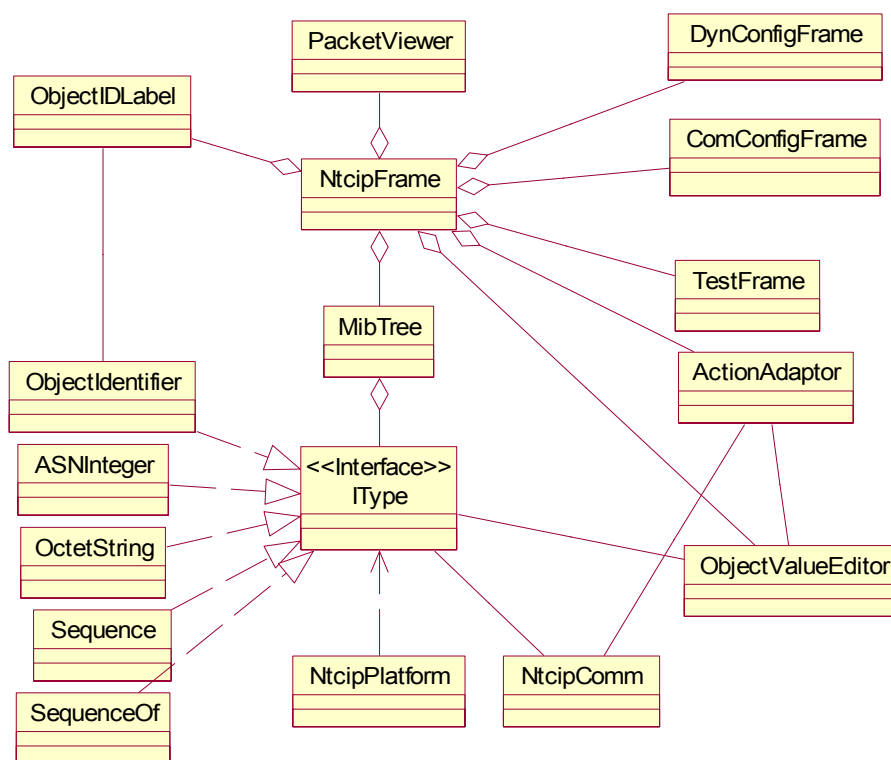 PacketViewer
DynConfigFrame
ObjectIDLabel
ComConfigFrame
NtcipFrame
TestFrame
MibTree
ActionAdaptor
ObjectIdentifier
ASNInteger
<<Interface>>
IType
OctetString
ObjectValueEditor
Sequence
NtcipPlatform
NtcipComm
SequenceOf